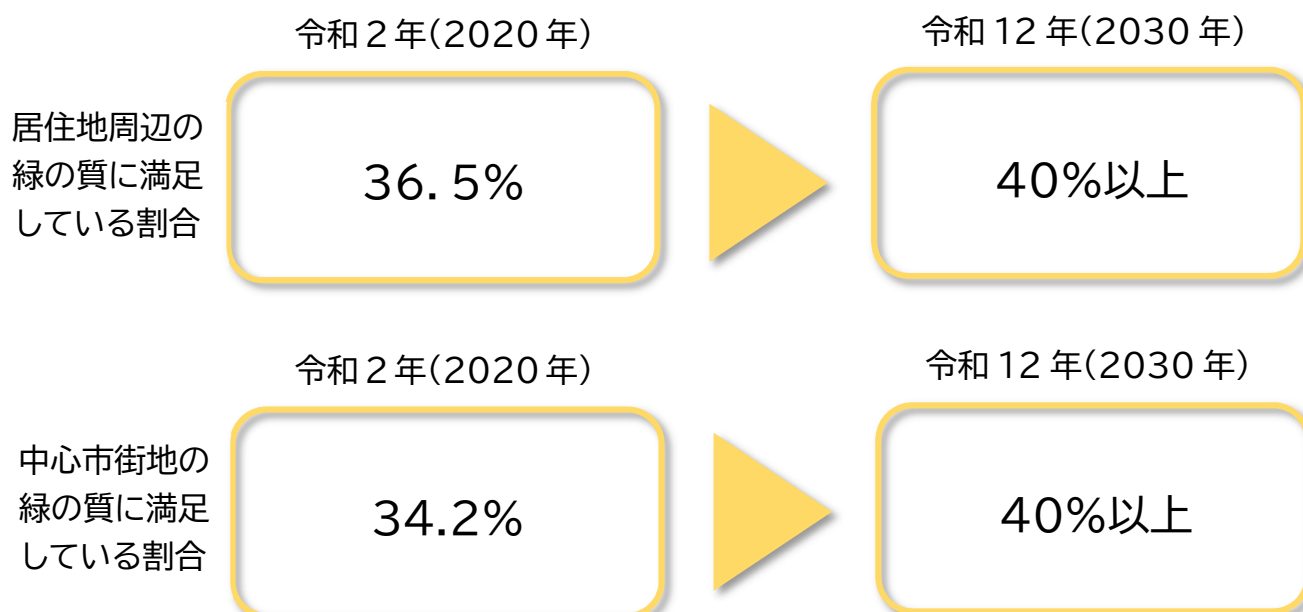 令和2年(2020年)
令和12年(2030年)
居住地周辺の
緑の質に満足
している割合
36.5%
40%以上
令和2年(2020年)
令和12年(2030年)
中心市街地の
緑の質に満足
している割合
34.2%
40%以上